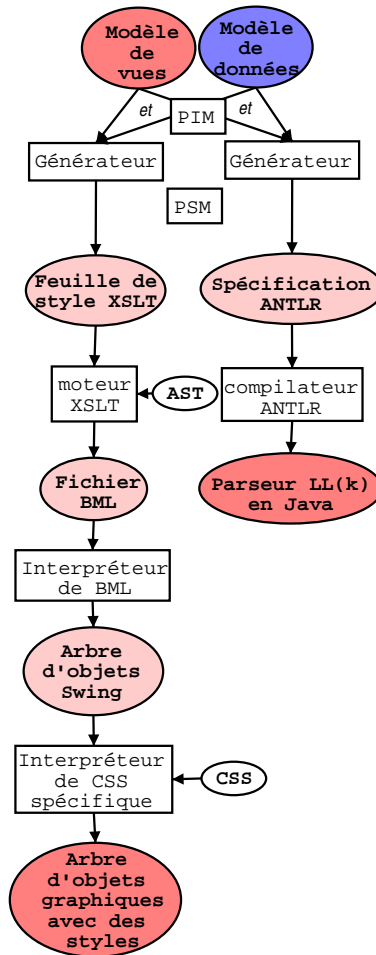 Modèle
de
vues
Modèle
de
données
et
PIM
et
Générateur
Générateur
PSM
Feuille de
style XSLT
Spécification
ANTLR
moteur
XSLT
AST
compilateur
ANTLR
Fichier
BML
Parseur LL(k)
en Java
Interpréteur
de BML
Arbre
d'objets
Swing
Interpréteur
de CSS
spécifique
CSS
Arbre
d'objets
graphiques
avec des
styles